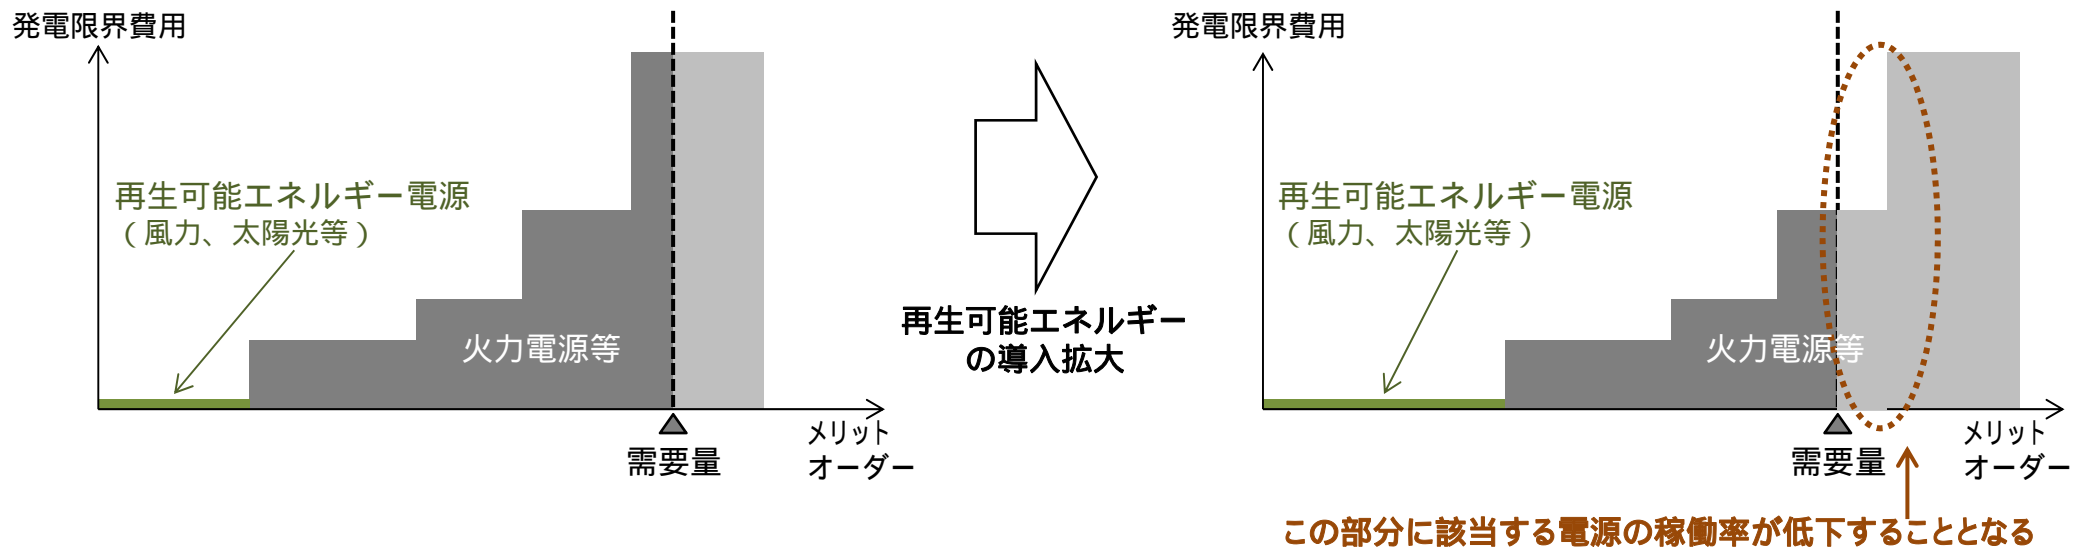 発電限界費用
再生可能エネルギー電源
（風力、太陽光等）
火力電源等
需要量
メリット
オーダー
再生可能エネルギー
の導入拡大
発電限界費用
再生可能エネルギー電源
（風力、太陽光等）
火力電源等
需要量
メリット
オーダー
この部分に該当する電源の稼働率が低下することとなる